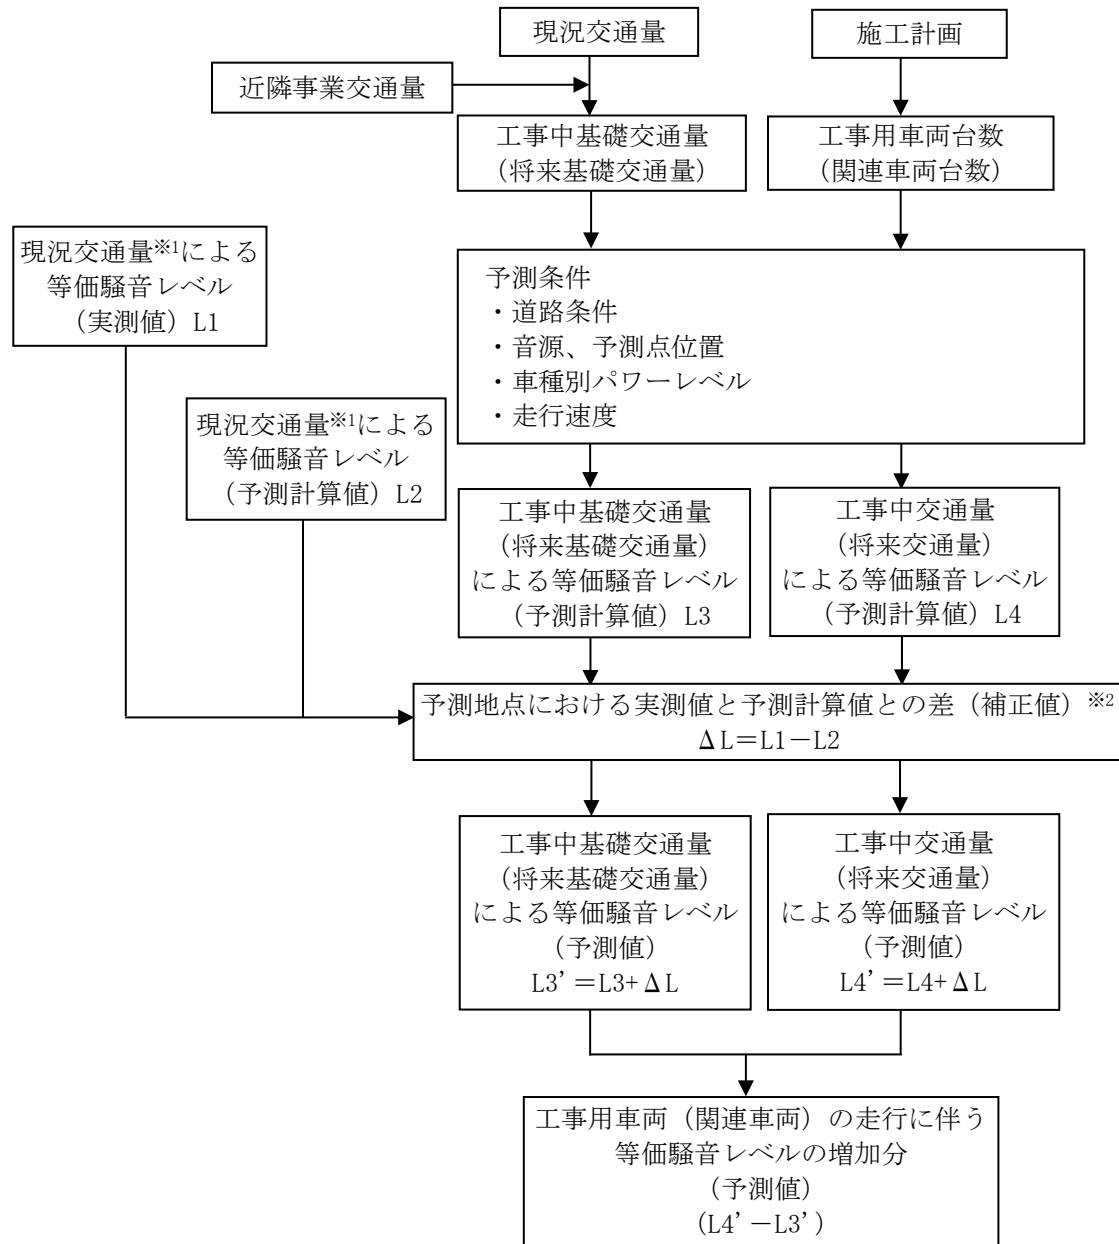 現況交通量
施工計画
近隣事業交通量
工事中基礎交通量
（将来基礎交通量）
工事用車両台数
（関連車両台数）
現況交通量※1による
等価騒音レベル
（実測値）L1
予測条件
・道路条件
・音源、予測点位置
・車種別パワーレベル
・走行速度
現況交通量※1による
等価騒音レベル
（予測計算値）L2
工事中基礎交通量
（将来基礎交通量）
による等価騒音レベル
（予測計算値）L3
工事中交通量
（将来交通量）
による等価騒音レベル
（予測計算値）L4
予測地点における実測値と予測計算値との差（補正値）※2
ΔL＝L1－L2
工事中基礎交通量
（将来基礎交通量）
による等価騒音レベル
（予測値）
L3’＝L3+ΔL
工事中交通量
（将来交通量）
による等価騒音レベル
（予測値）
L4’＝L4+ΔL
工事用車両（関連車両）の走行に伴う
等価騒音レベルの増加分
（予測値）
（L4’－L3’）